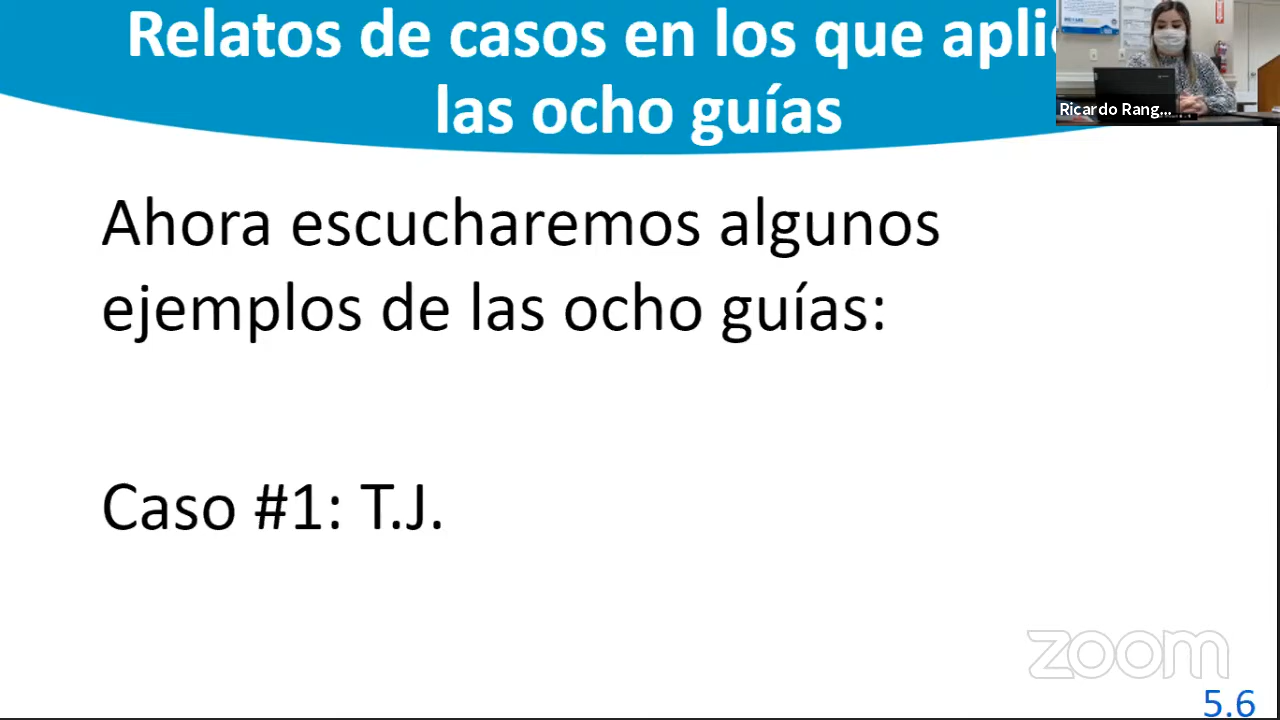 Relatos de casos en los que aplic
las ocho guías
Ricardo Rang...
Ahora escucharemos algunos
ejemplos de las ocho guías:
Caso #1: T.J.
zoom
5.6